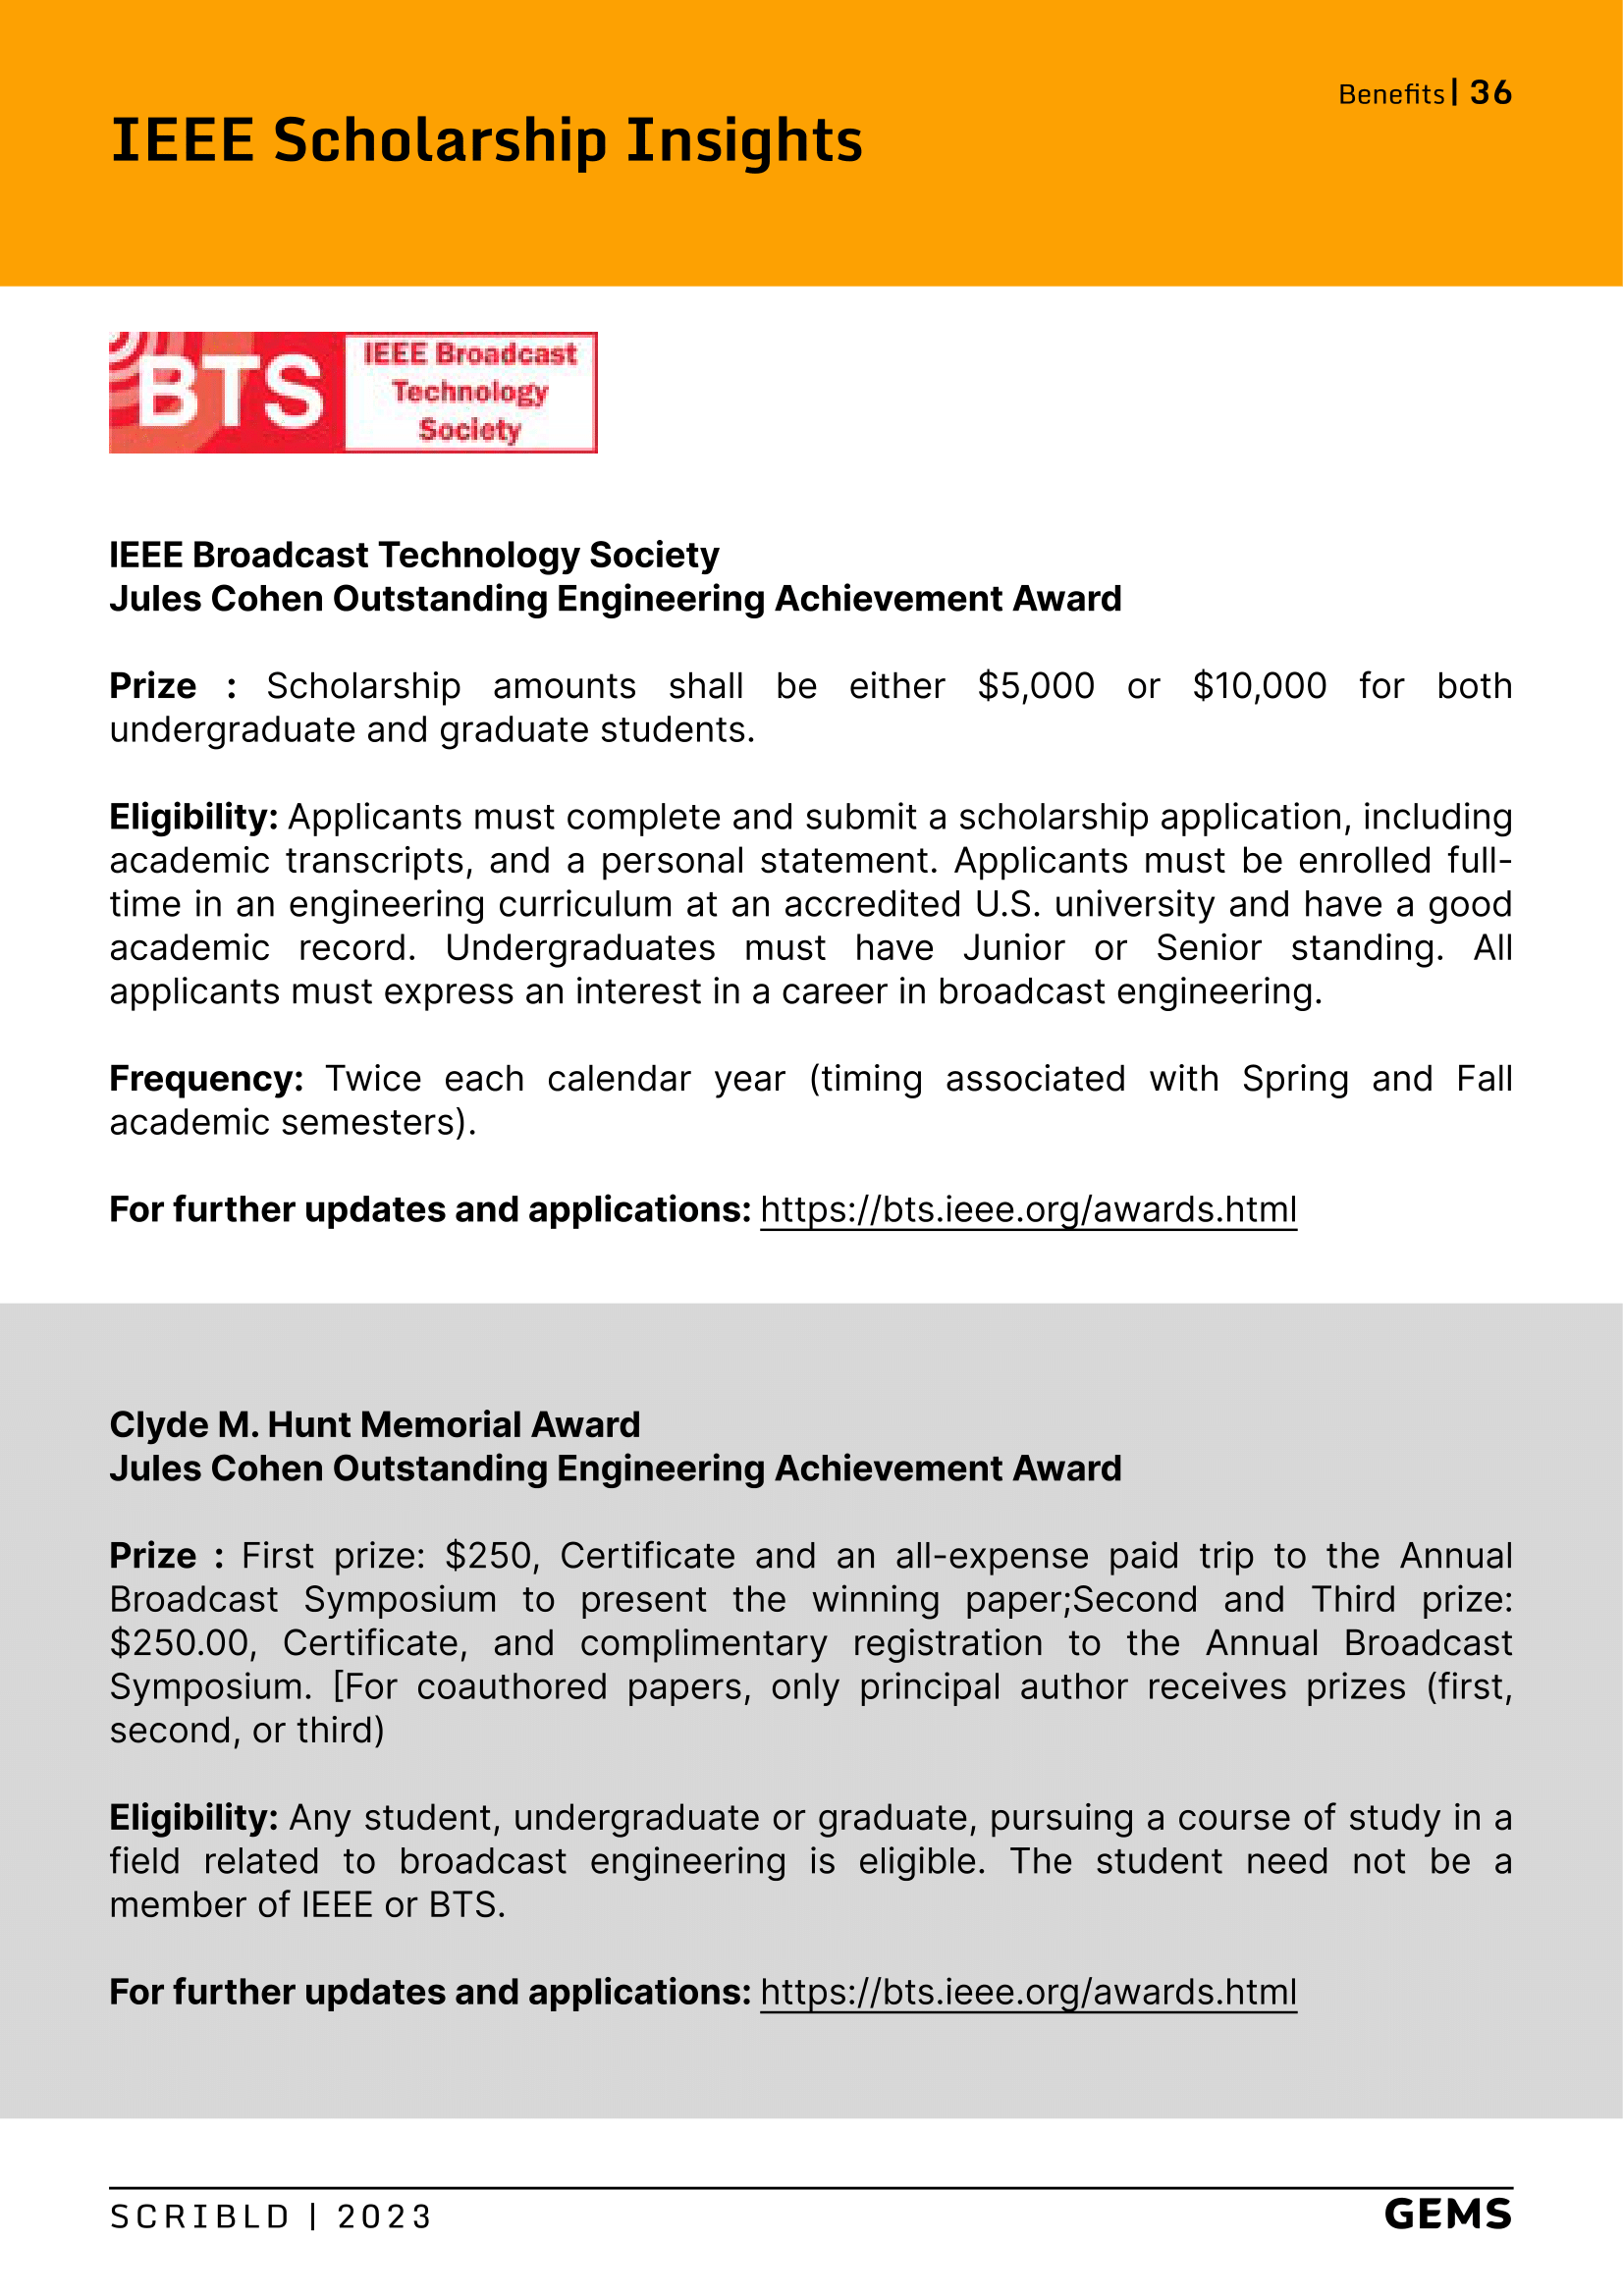 Benefits| 36
IEEE Scholarship Insights
BTS
IEEE Broadcast
Technology
Society
IEEE Broadcast Technology Society
Jules Cohen Outstanding Engineering Achievement Award
Prize : Scholarship amounts shall be either $5,000 or $10,000 for both
undergraduate and graduate students.
Eligibility: Applicants must complete and submit a scholarship application, including
academic transcripts, and a personal statement. Applicants must be enrolled full-
time in an engineering curriculum at an accredited U.S. university and have a good
academic record. Undergraduates must have Junior or Senior standing. All
applicants must express an interest in a career in broadcast engineering.
Frequency: Twice each calendar year (timing associated with Spring and Fall
academic semesters).
For further updates and applications: https://bts.ieee.org/awards.html
Clyde M. Hunt Memorial Award
Jules Cohen Outstanding Engineering Achievement Award
Prize : First prize: $250, Certificate and an all-expense paid trip to the Annual
Broadcast Symposium to present the winning paper;Second and Third prize:
$250.00, Certificate, and complimentary registration to the Annual Broadcast
Symposium. [For coauthored papers, only principal author receives prizes (first,
second, or third)
Eligibility: Any student, undergraduate or graduate, pursuing a course of study in a
field related to broadcast engineering is eligible. The student need not be a
member of IEEE or BTS.
For further updates and applications: https://bts.ieee.org/awards.html
SCRIBLD | 2023
GEMS